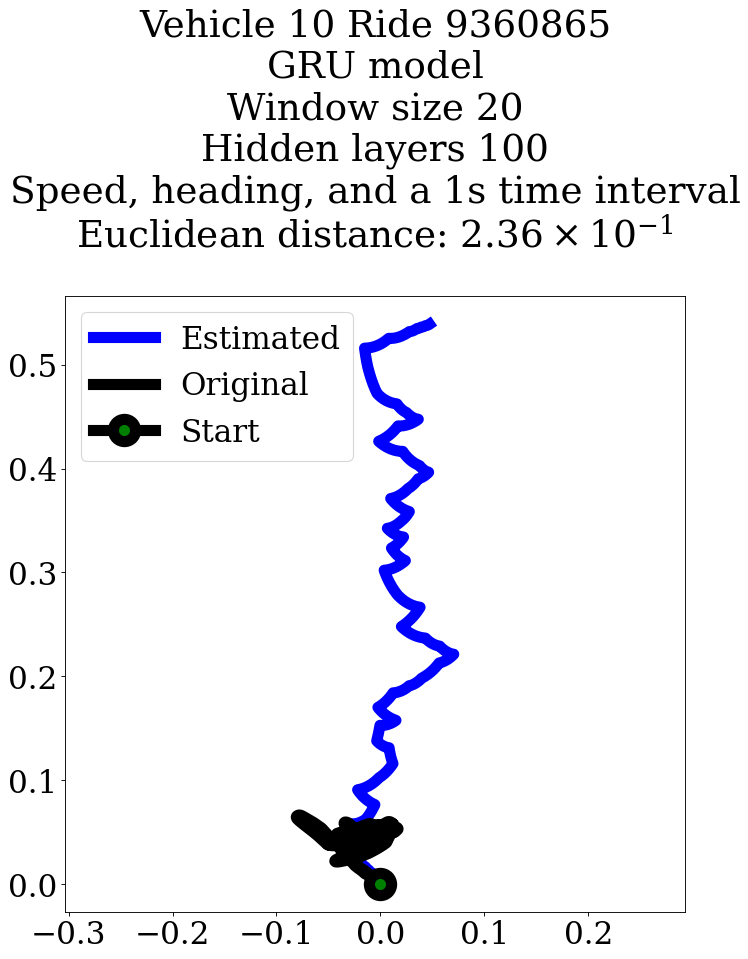 Vehicle 10 Ride 9360865
GRU model
Window size 20
Hidden layers 100
Speed, heading, and a 1s time interval
Euclidean distance: 2.36 × 10⁻¹
Estimated
Original
Start
0.5
0.4
0.3
0.2
0.1
0.0
−0.3 −0.2 −0.1 0.0 0.1 0.2